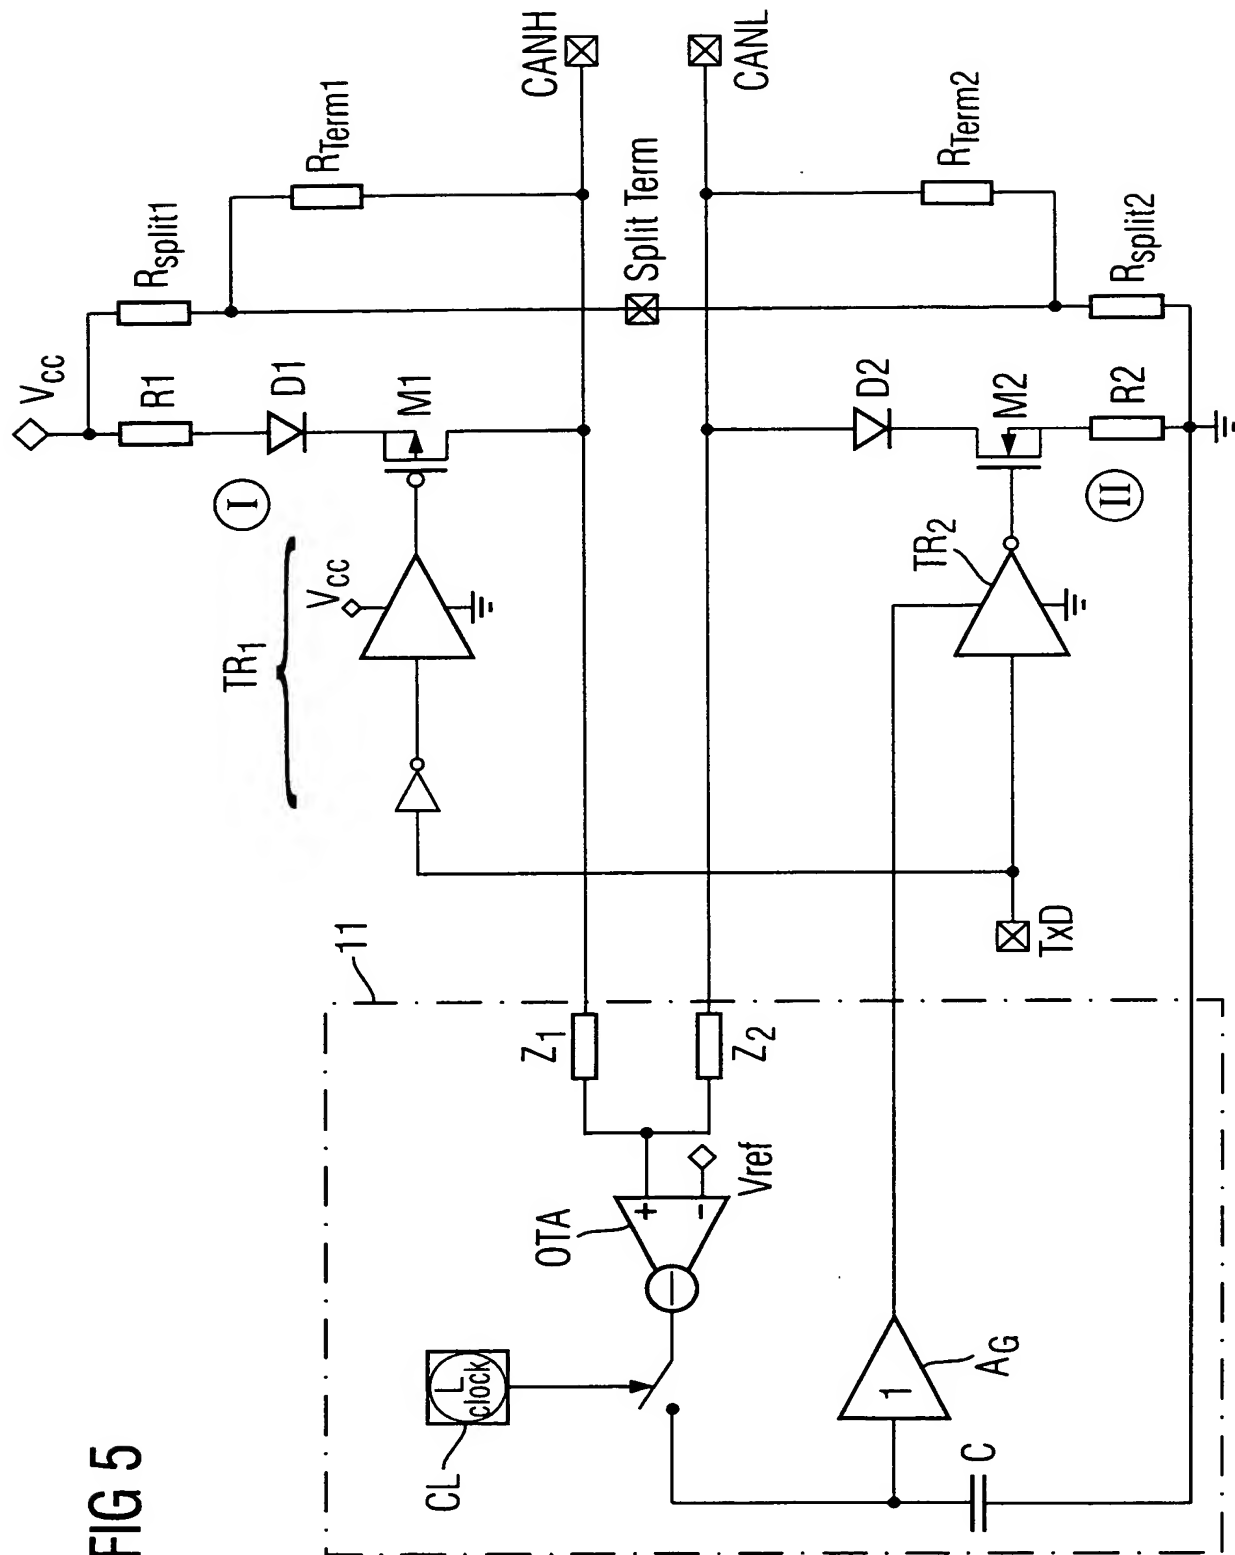 FIG 5
CL
L
clock
OTA
+
-
Vref
Z1
Z2
11
1
AG
C
TxD
TR1
VCC
TR2
I
II
VCC
R1
D1
M1
Rsplit1
RTerm1
CANH
Split Term
CANL
RTerm2
Rsplit2
D2
M2
R2